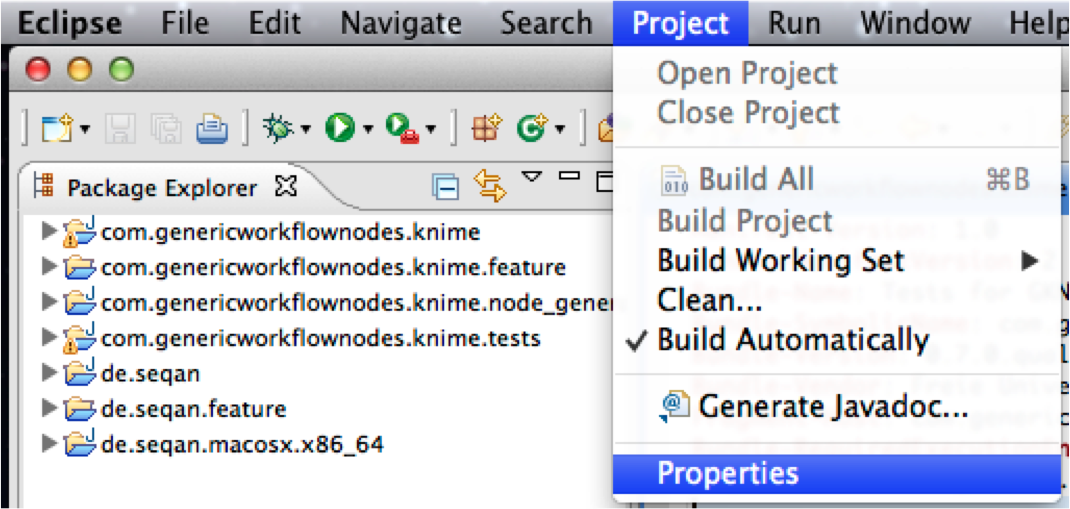 Eclipse File Edit Navigate Search Project Run Window Help
Open Project
Close Project
Build All ⌘B
Build Project
Build Working Set
Clean...
Build Automatically
Generate Javadoc...
Properties
Package Explorer
com.genericworkflownodes.knime
com.genericworkflownodes.knime.feature
com.genericworkflownodes.knime.node_gener
com.genericworkflownodes.knime.tests
de.seqan
de.seqan.feature
de.seqan.macosx.x86_64